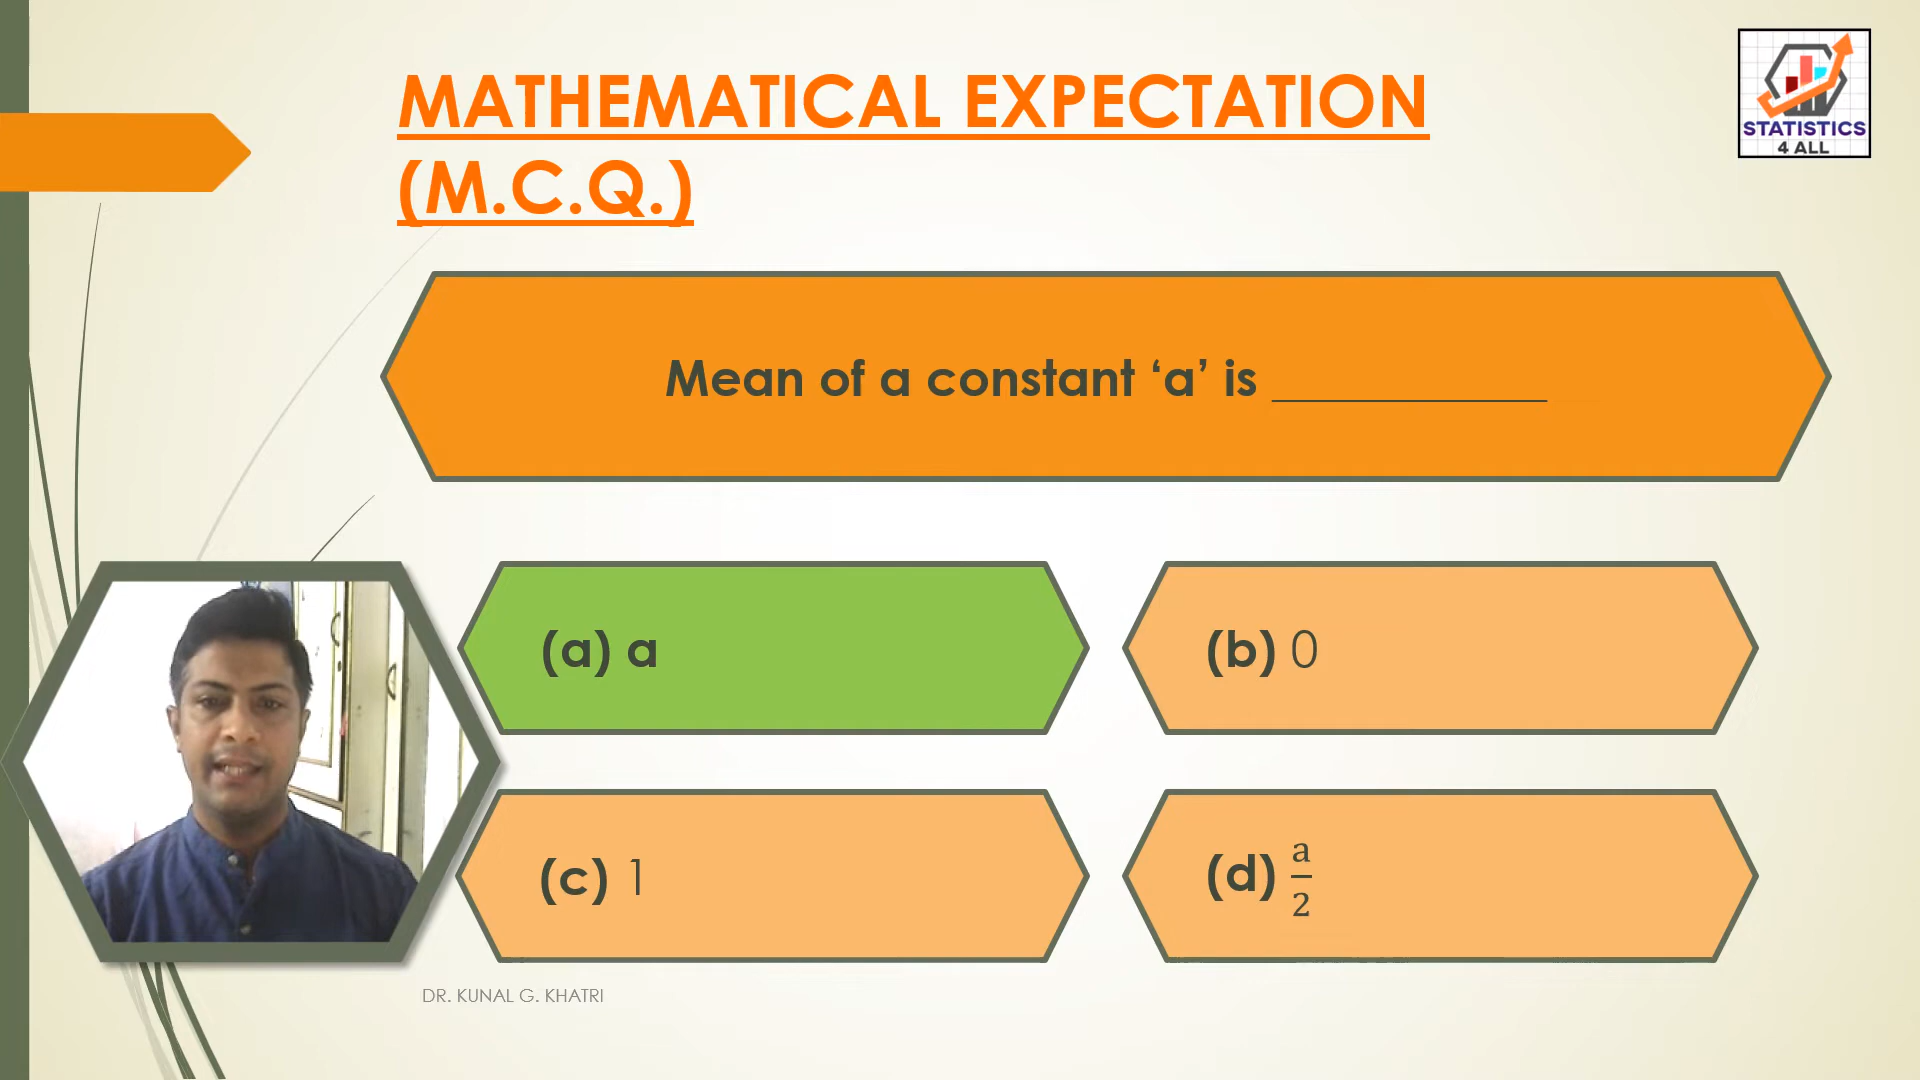 MATHEMATICAL EXPECTATION
(M.C.Q.)
STATISTICS
4 ALL
Mean of a constant ‘a’ is ___________
(a) a
(b) 0
(c) 1
(d) a/2
DR. KUNAL G. KHATRI